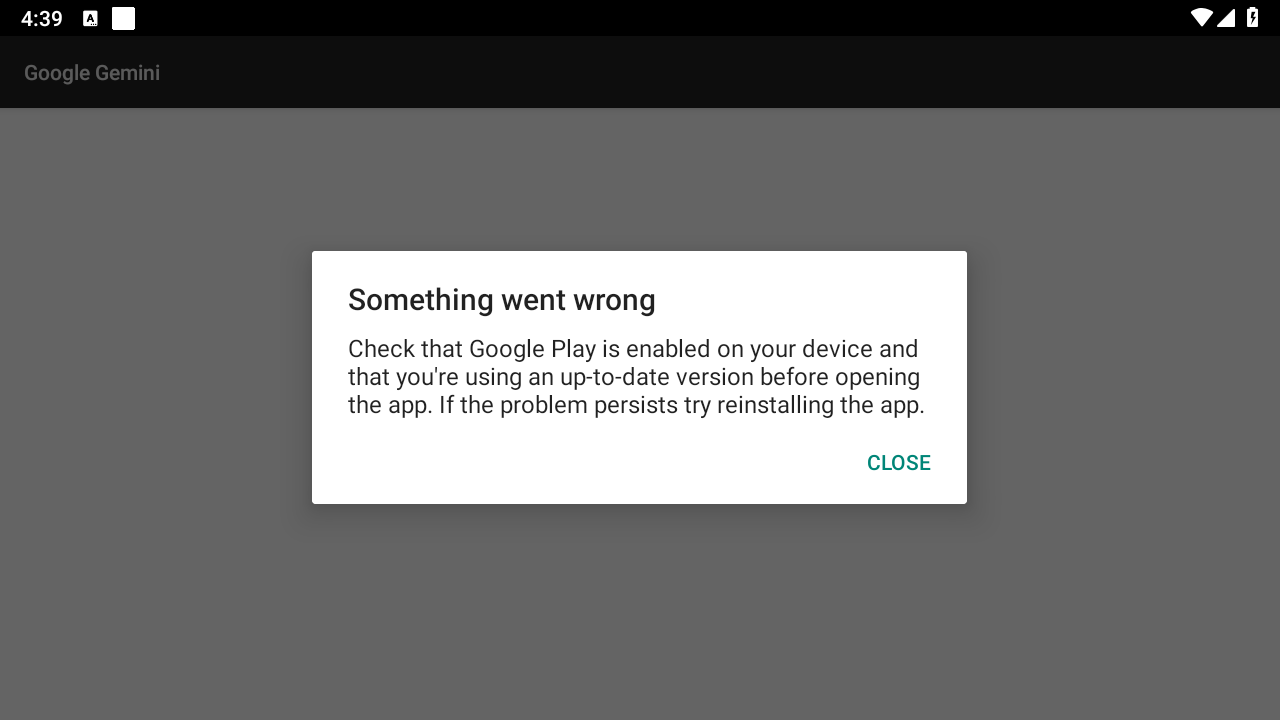 4:39
Google Gemini
Something went wrong
Check that Google Play is enabled on your device and
that you're using an up-to-date version before opening
the app. If the problem persists try reinstalling the app.
CLOSE